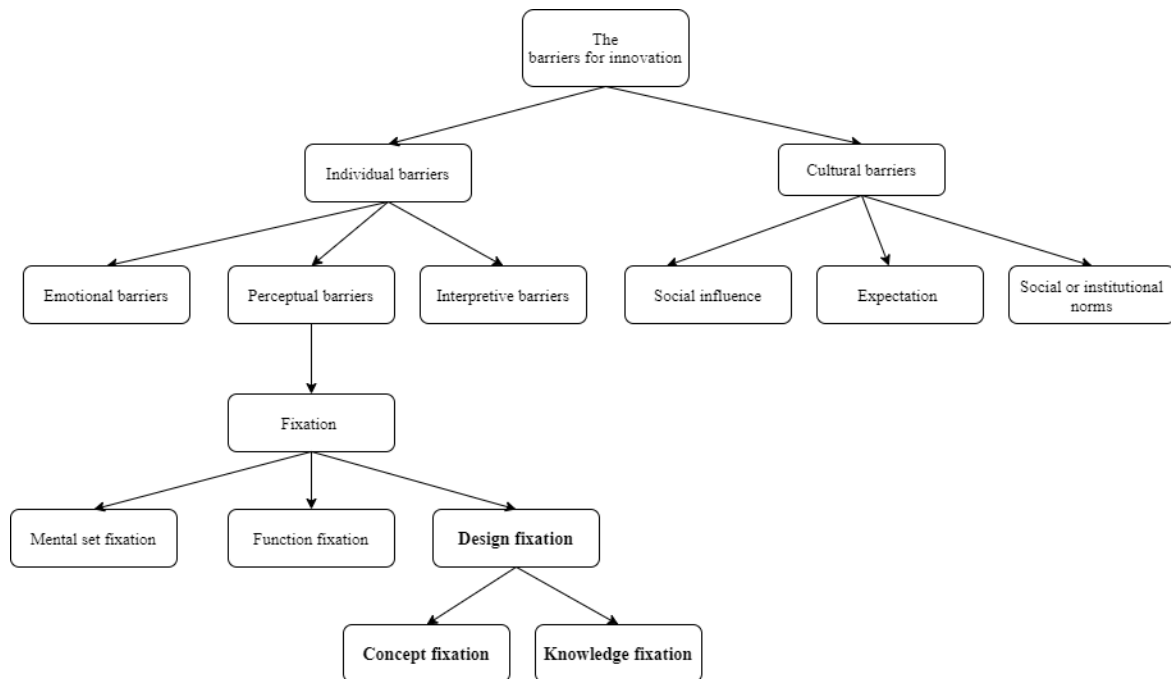 The
barriers for innovation
Individual barriers
Cultural barriers
Emotional barriers
Perceptual barriers
Interpretive barriers
Social influence
Expectation
Social or institutional
norms
Fixation
Mental set fixation
Function fixation
Design fixation
Concept fixation
Knowledge fixation